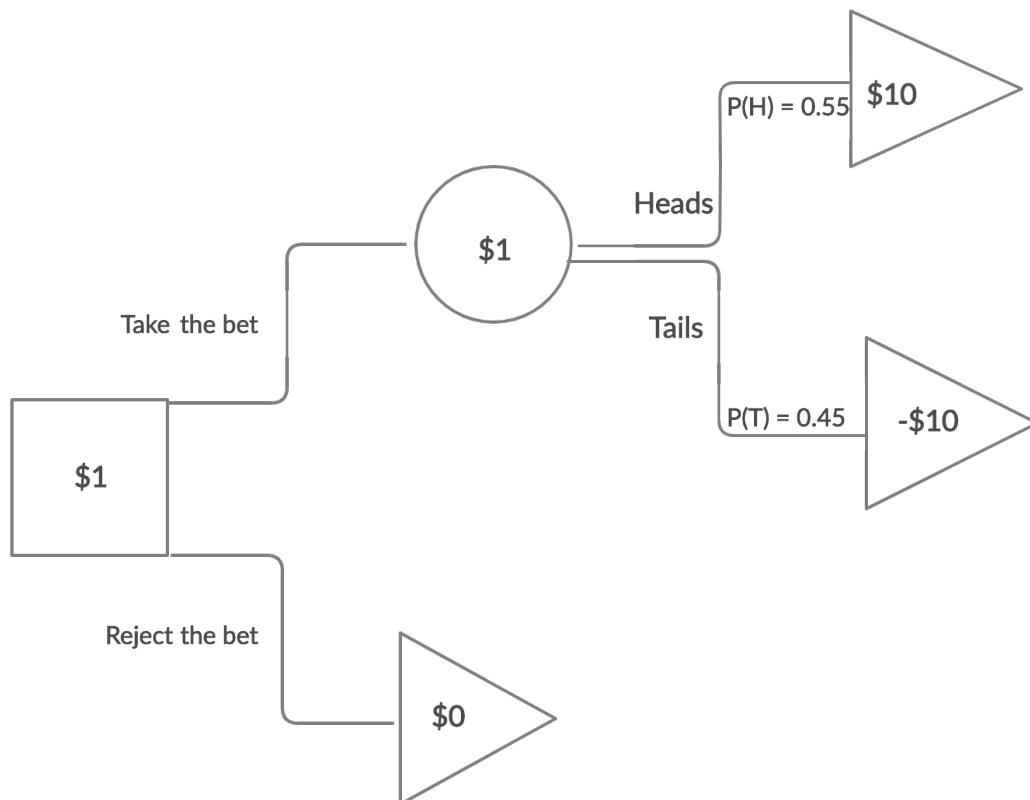 $10
P(H) = 0.55
Heads
$1
Take the bet
Tails
P(T) = 0.45
-$10
$1
Reject the bet
$0